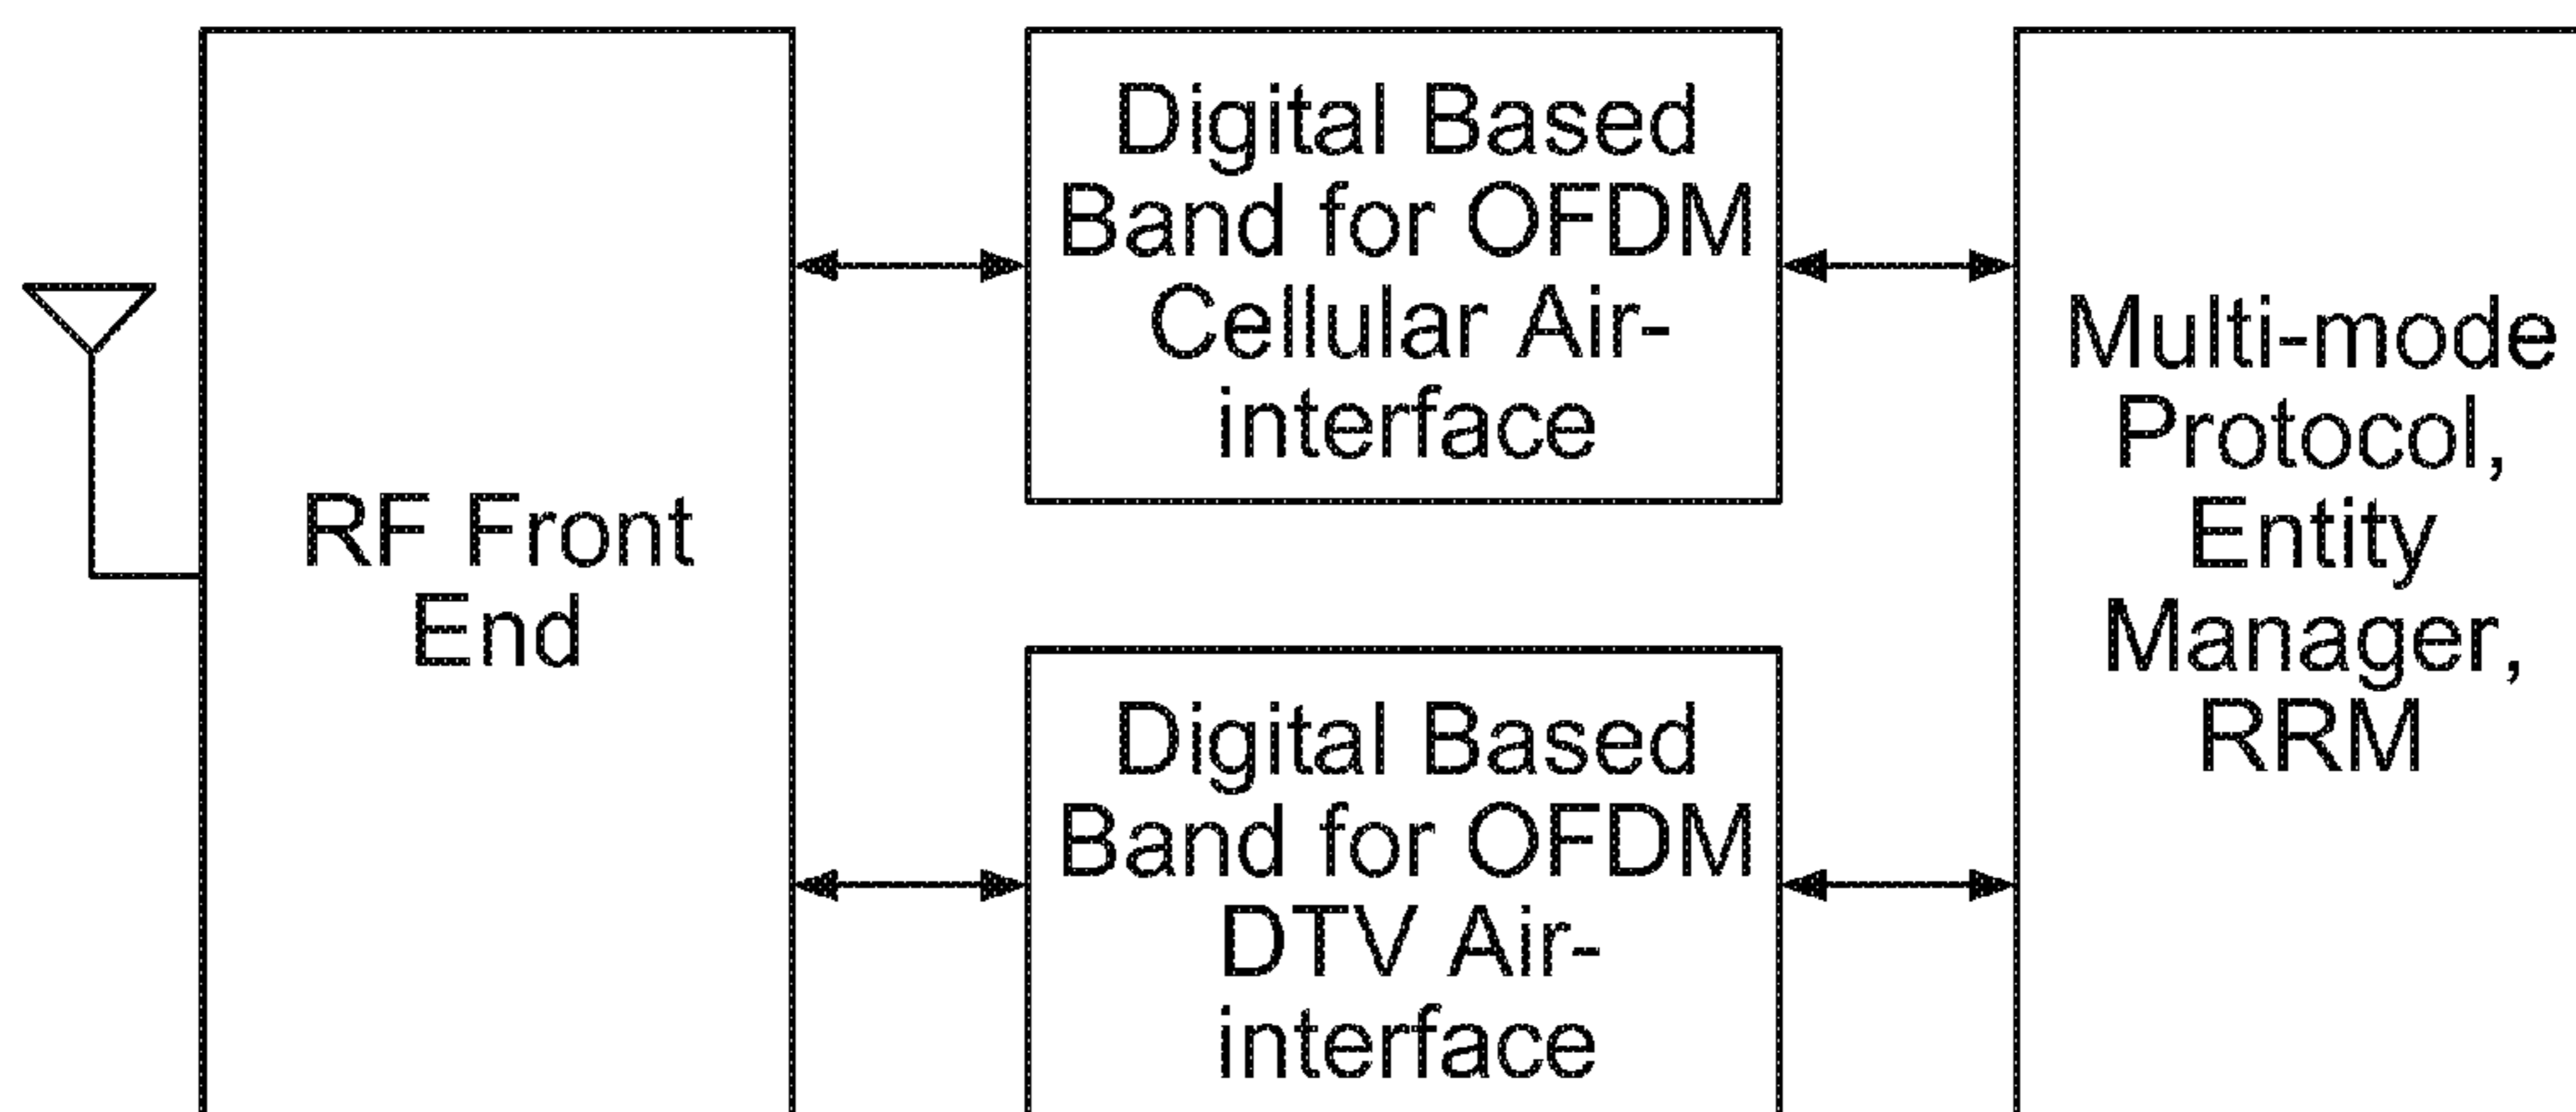 RF Front
End
Digital Based
Band for OFDM
Cellular Air-
interface
Digital Based
Band for OFDM
DTV Air-
interface
Multi-mode
Protocol,
Entity
Manager,
RRM